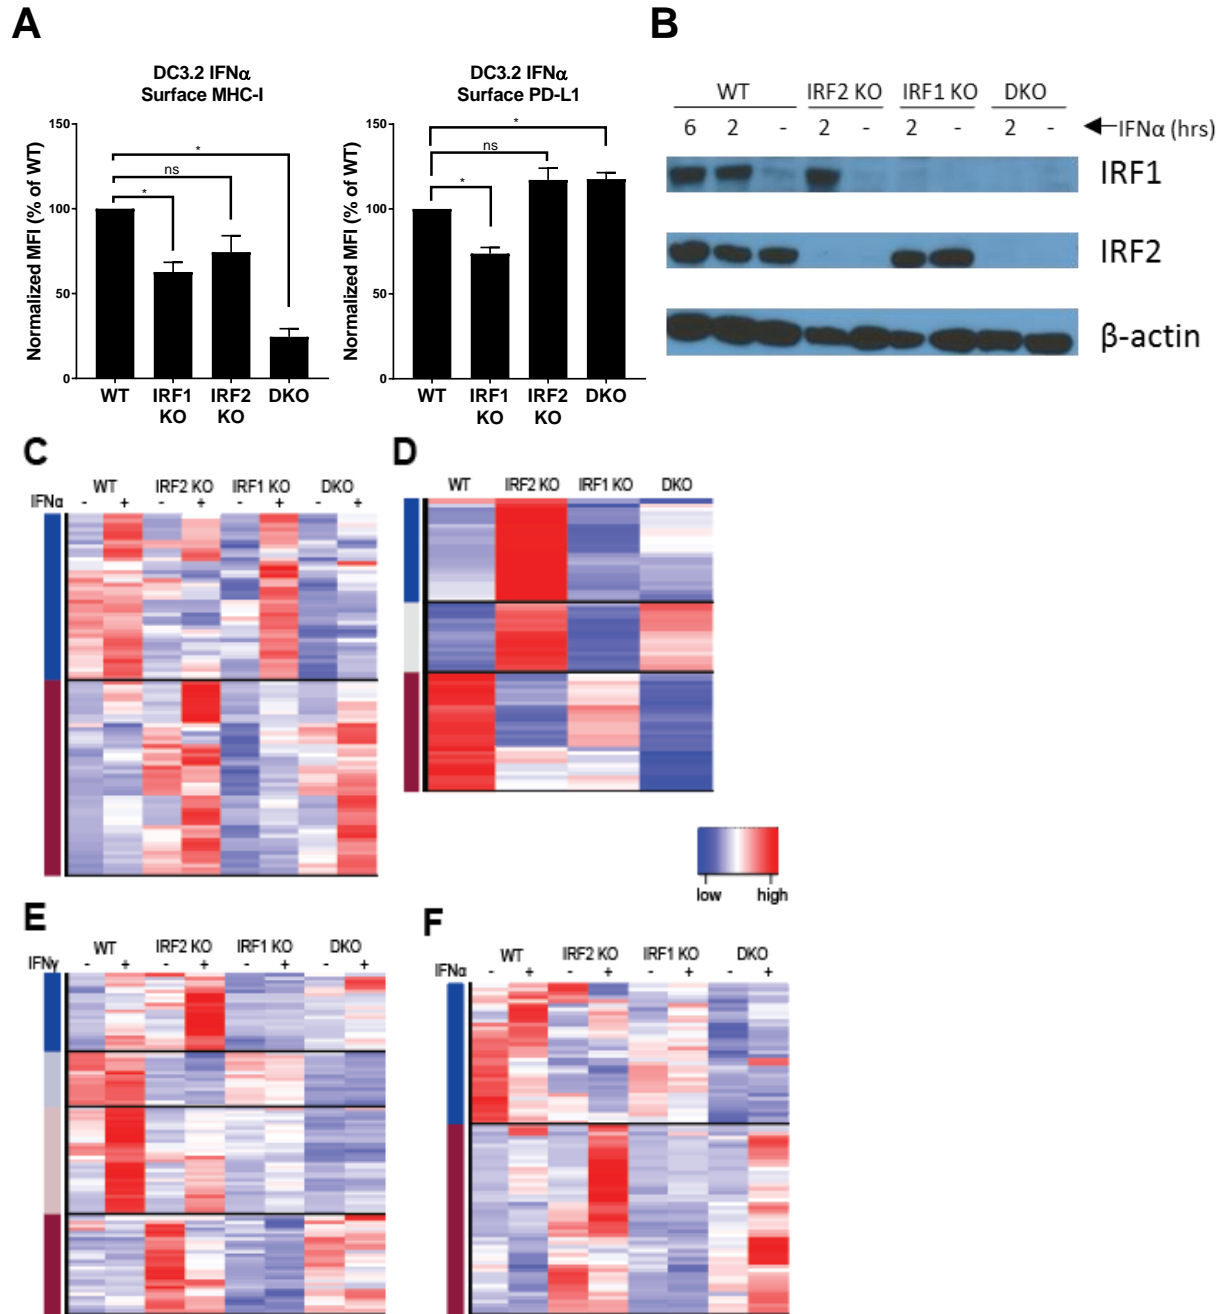 A
DC3.2 IFNα
Surface MHC-I
Normalized MFI (% of WT)
150
100
50
0
*
ns
*
WT
IRF1
KO
IRF2
KO
DKO
DC3.2 IFNα
Surface PD-L1
Normalized MFI (% of WT)
150
100
50
0
*
ns
*
WT
IRF1
KO
IRF2
KO
DKO
B
WT IRF2 KO IRF1 KO DKO
6 2 - 2 - 2 - 2 - IFNα (hrs)
IRF1
IRF2
β-actin
C
WT IRF2 KO IRF1 KO DKO
IFNα - + - + - + - +
D
WT IRF2 KO IRF1 KO DKO
low high
E
WT IRF2 KO IRF1 KO DKO
IFNγ - + - + - + - +
F
WT IRF2 KO IRF1 KO DKO
IFNα - + - + - + - +